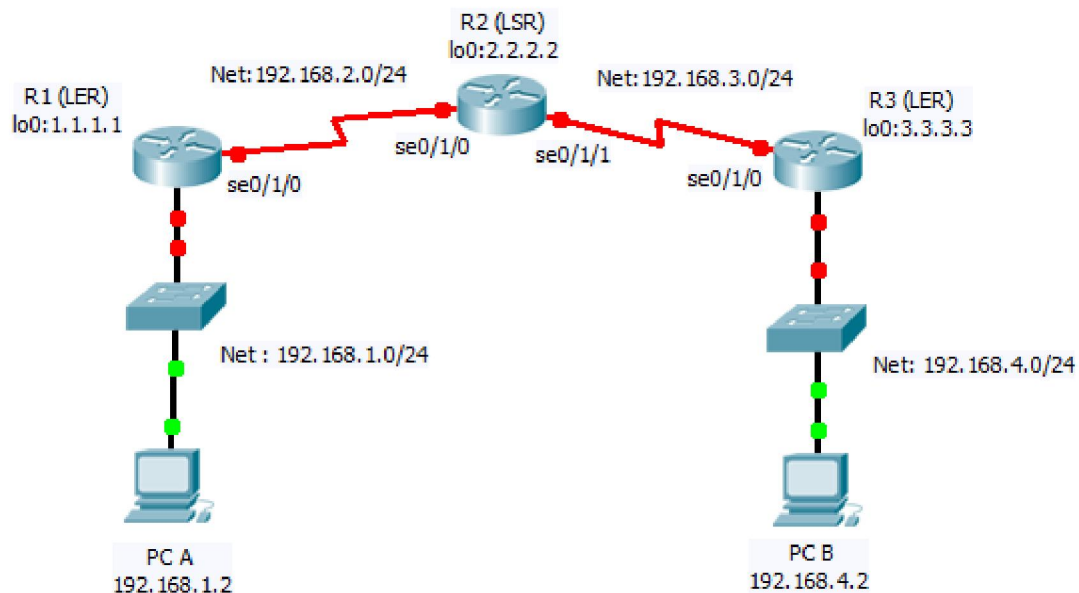 R2 (LSR)
lo0:2.2.2.2
Net:192.168.2.0/24
Net:192.168.3.0/24
R1 (LER)
lo0:1.1.1.1
R3 (LER)
lo0:3.3.3.3
se0/1/0
se0/1/0
se0/1/1
se0/1/0
Net : 192.168.1.0/24
Net: 192.168.4.0/24
PC A
192.168.1.2
PC B
192.168.4.2